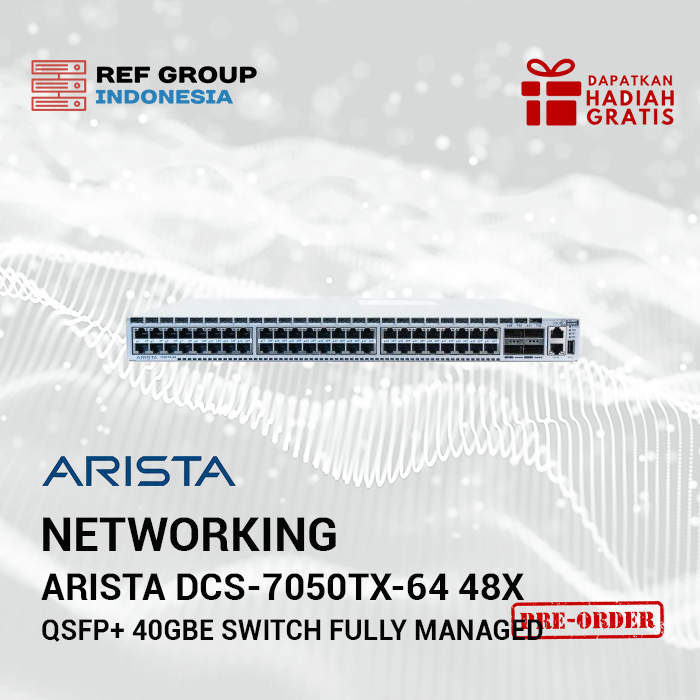 REF GROUP
INDONESIA
DAPATKAN
HADIAH
GRATIS
ARISTA
ARISTA
NETWORKING
ARISTA DCS-7050TX-64 48X
QSFP+ 40GBE SWITCH FULLY MANAGED
PRE-ORDER